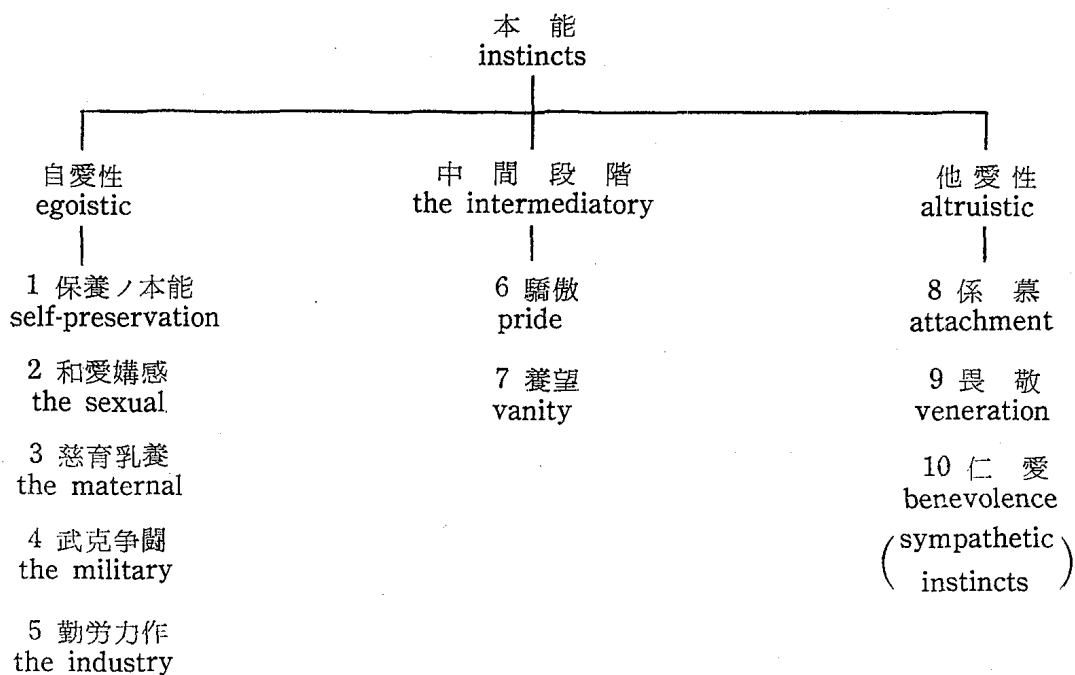 本能
instincts
自愛性
egoistic
1 保養ノ本能
self-preservation
2 和愛媾感
the sexual
3 慈育乳養
the maternal
4 武克争闘
the military
5 勤労力作
the industry
中間段階
the intermediatory
6 驕傲
pride
7 養望
vanity
他愛性
altruistic
8 係慕
attachment
9 畏敬
veneration
10 仁愛
benevolence
(sympathetic
instincts)